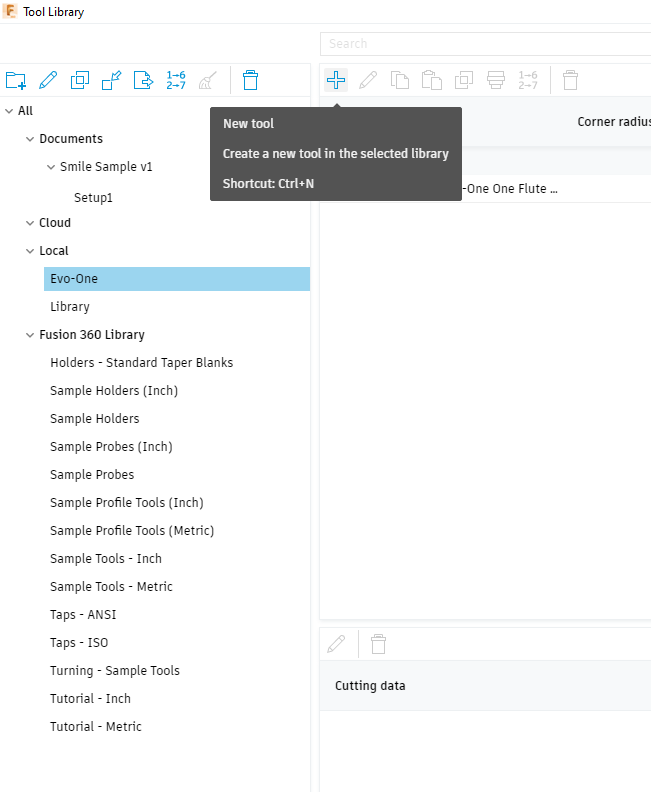 Tool Library
Search
1→6
2→7
1→6
2→7
All
Documents
Smile Sample v1
Setup1
Cloud
Local
Evo-One
Library
Fusion 360 Library
Holders - Standard Taper Blanks
Sample Holders (Inch)
Sample Holders
Sample Probes (Inch)
Sample Probes
Sample Profile Tools (Inch)
Sample Profile Tools (Metric)
Sample Tools - Inch
Sample Tools - Metric
Taps - ANSI
Taps - ISO
Turning - Sample Tools
Tutorial - Inch
Tutorial - Metric
New tool
Create a new tool in the selected library
Shortcut: Ctrl+N
Corner radius
-One One Flute ...
Cutting data